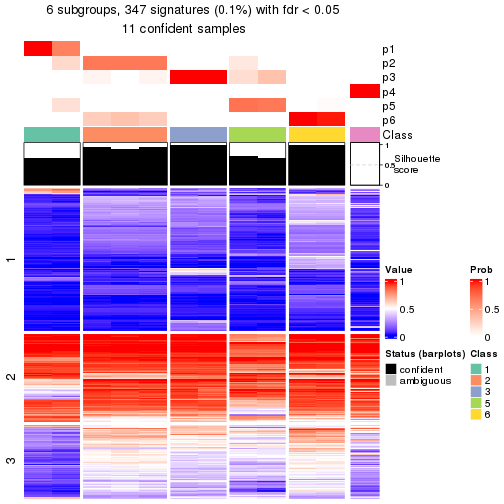 6 subgroups, 347 signatures (0.1%) with fdr < 0.05
11 confident samples
p1
p2
p3
p4
p5
p6
Class
1
0.5
0
Silhouette
score
1
2
3
Value
1
0.5
0
Prob
1
0.5
0
Status (barplots)
confident
ambiguous
Class
1
2
3
5
6